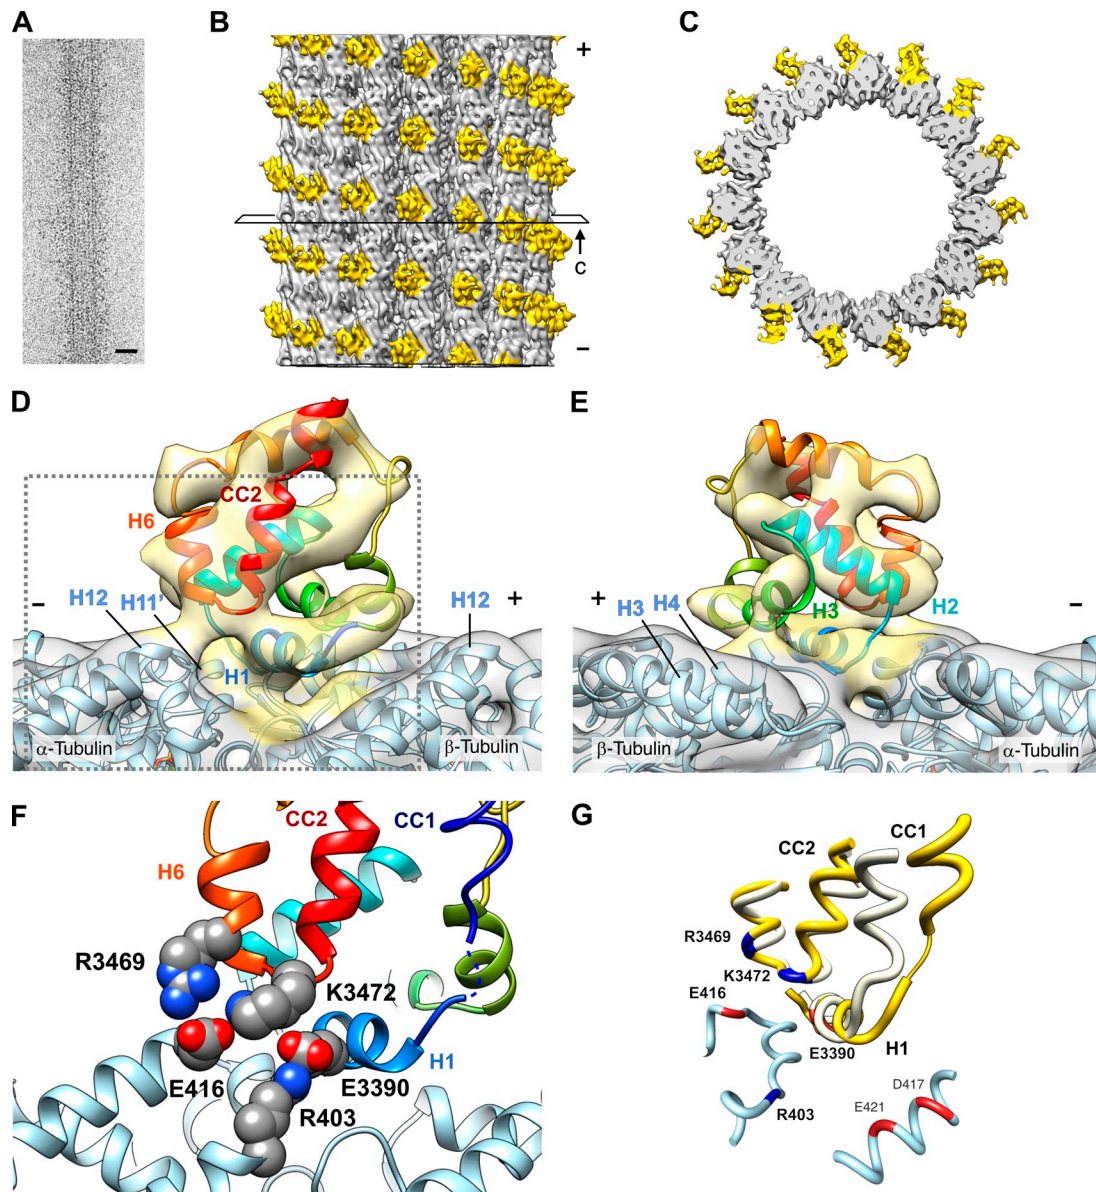 A
B
C
+
C
−
D
CC2
H6
−
H12
H11’
H12
+
H1
α-Tubulin
β-Tubulin
E
+
H3
H4
H3
H2
−
β-Tubulin
α-Tubulin
F
CC2
CC1
H6
R3469
K3472
H1
E416
E3390
R403
G
CC1
CC2
R3469
K3472
E416
E3390
H1
D417
R403
E421